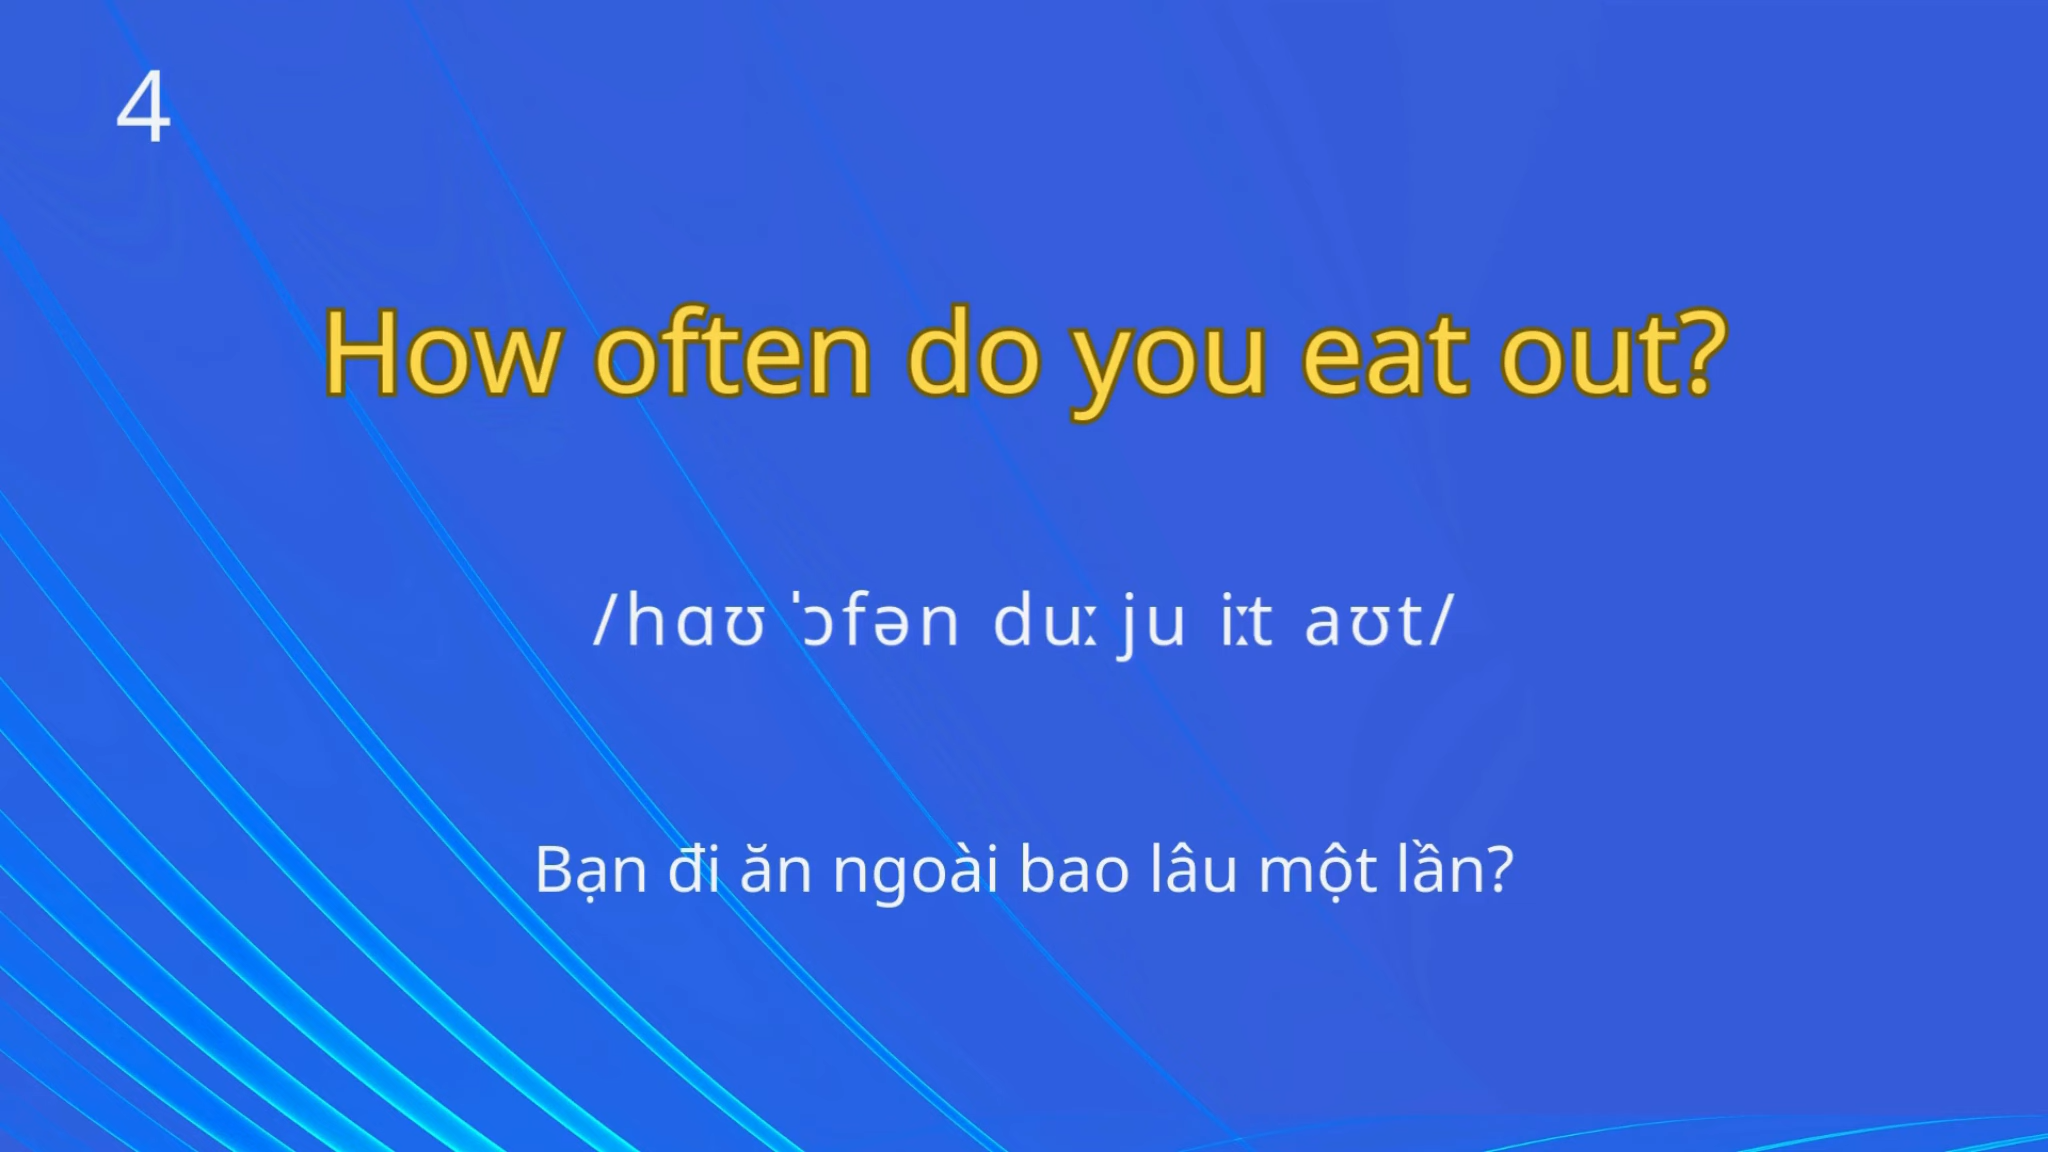 4
How often do you eat out?
/hɑʊ ˈɔfən duː ju iːt aʊt/
Bạn đi ăn ngoài bao lâu một lần?